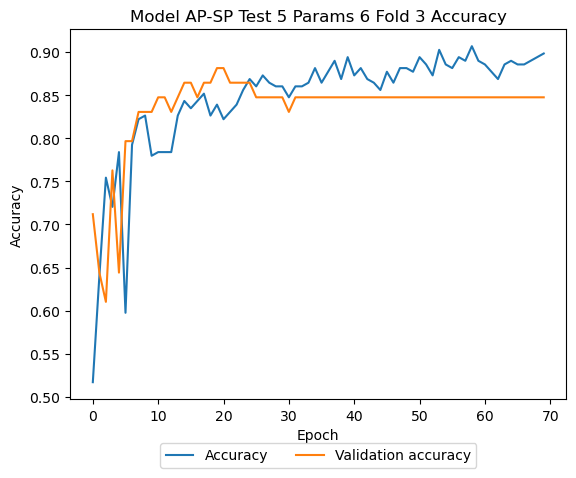 Model AP-SP Test 5 Params 6 Fold 3 Accuracy
0.90
0.85
0.80
0.75
0.70
0.65
0.60
0.55
0.50
Accuracy
0 10 20 30 40 50 60 70
Epoch
Accuracy Validation accuracy